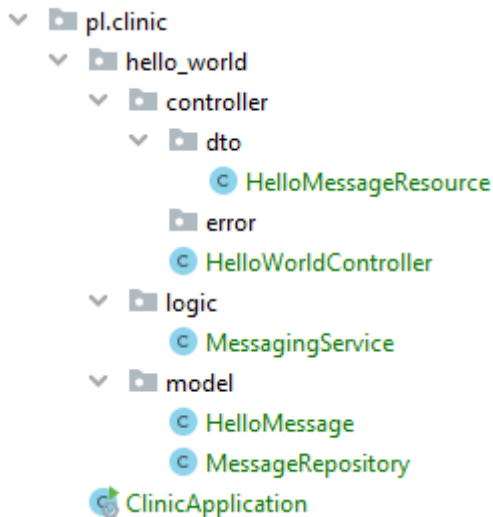 pl.clinic
hello_world
controller
dto
C HelloMessageResource
error
C HelloWorldController
logic
C MessagingService
model
C HelloMessage
C MessageRepository
C ClinicApplication